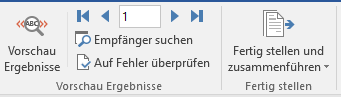 ABC
1
Vorschau
Ergebnisse
Empfänger suchen
Auf Fehler überprüfen
Vorschau Ergebnisse
Fertig stellen und
zusammenführen
Fertig stellen